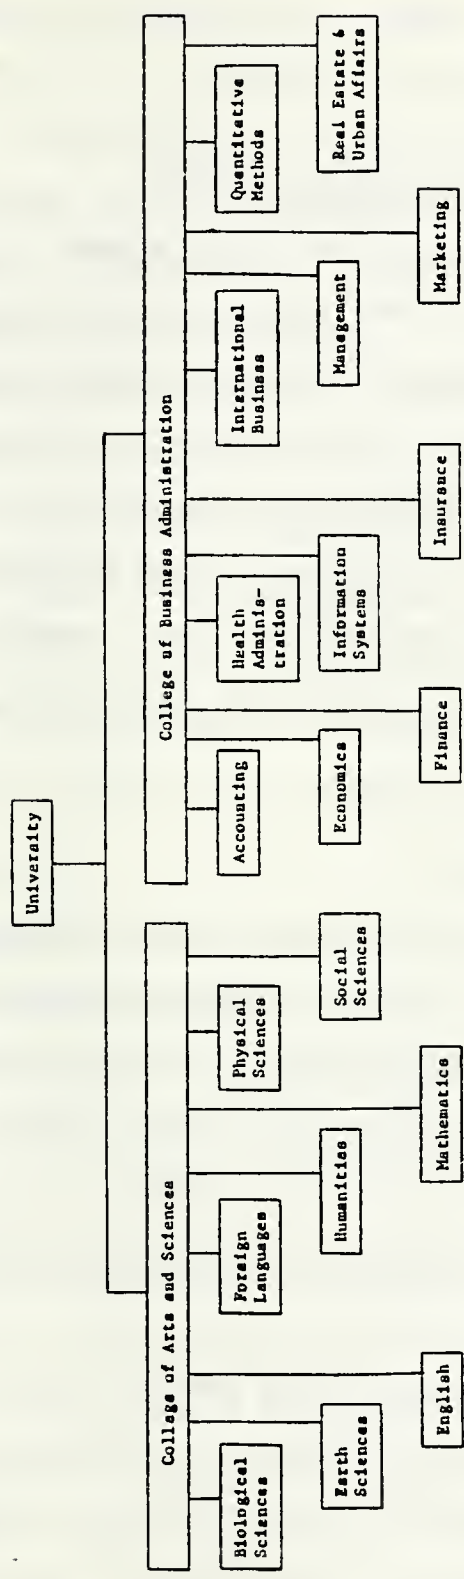 University
College of Arts and Sciences
College of Business Administration
Biological
Sciences
Earth
Sciences
English
Foreign
Languages
Humanities
Mathematics
Physical
Sciences
Social
Sciences
Accounting
Economics
Finance
Health
Adminis-
tration
Information
Systems
Insurance
International
Business
Management
Marketing
Quantitative
Methods
Real Estate &
Urban Affairs